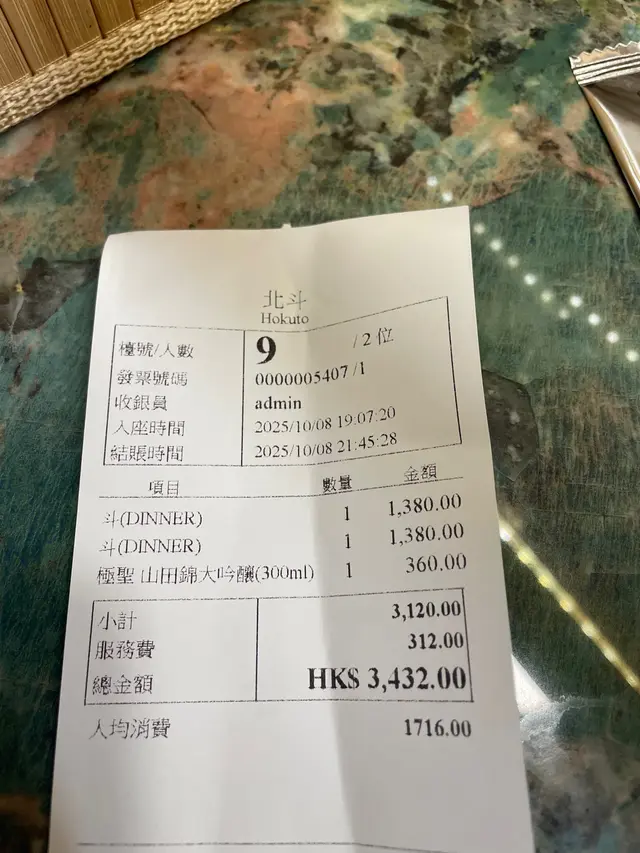 北斗
Hokuto
檯號/人數 9 /2 位
發票號碼 0000005407 /1
收銀員 admin
入座時間 2025/10/08 19:07:20
結賬時間 2025/10/08 21:45:28
項目 數量 金額
斗(DINNER) 1 1,380.00
斗(DINNER) 1 1,380.00
極聖 山田錦大吟釀(300ml) 1 360.00
小計 3,120.00
服務費 312.00
總金額 HK$ 3,432.00
人均消費 1716.00